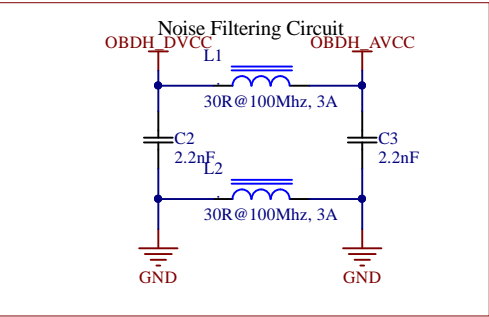 Noise Filtering Circuit
OBDH_DVCC
OBDH_AVCC
L1
30R@100Mhz, 3A
C2
2.2nF
C3
2.2nF
L2
30R@100Mhz, 3A
GND
GND